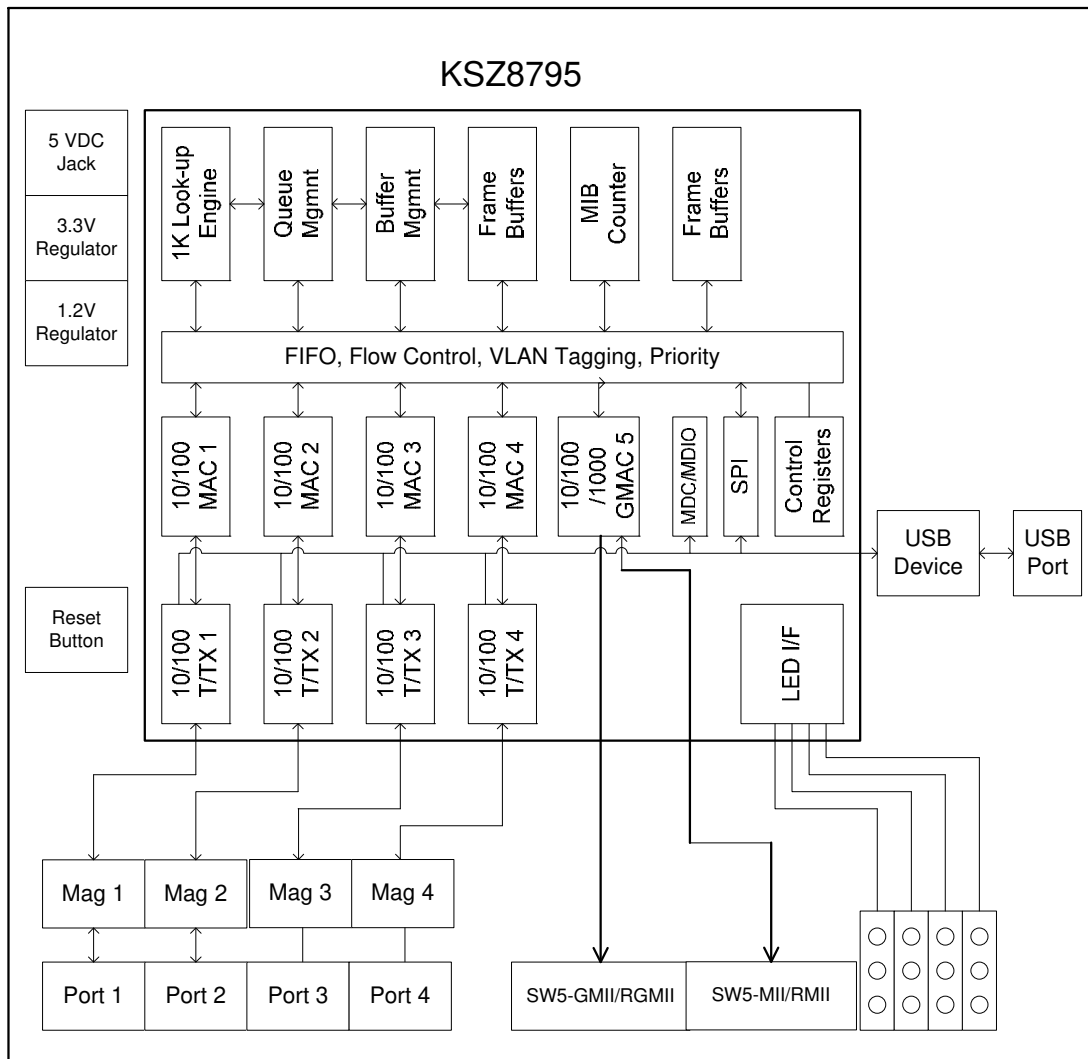 KSZ8795
5 VDC
Jack
3.3V
Regulator
1.2V
Regulator
1K Look-up
Engine
Queue
Mgmnt
Buffer
Mgmnt
Frame
Buffers
MIB
Counter
Frame
Buffers
FIFO, Flow Control, VLAN Tagging, Priority
10/100
MAC 1
10/100
MAC 2
10/100
MAC 3
10/100
MAC 4
10/100
/1000
GMAC 5
MDC/MDIO
SPI
Control
Registers
USB
Device
USB
Port
Reset
Button
10/100
T/TX 1
10/100
T/TX 2
10/100
T/TX 3
10/100
T/TX 4
LED I/F
Mag 1
Mag 2
Mag 3
Mag 4
Port 1
Port 2
Port 3
Port 4
SW5-GMII/RGMII
SW5-MII/RMII